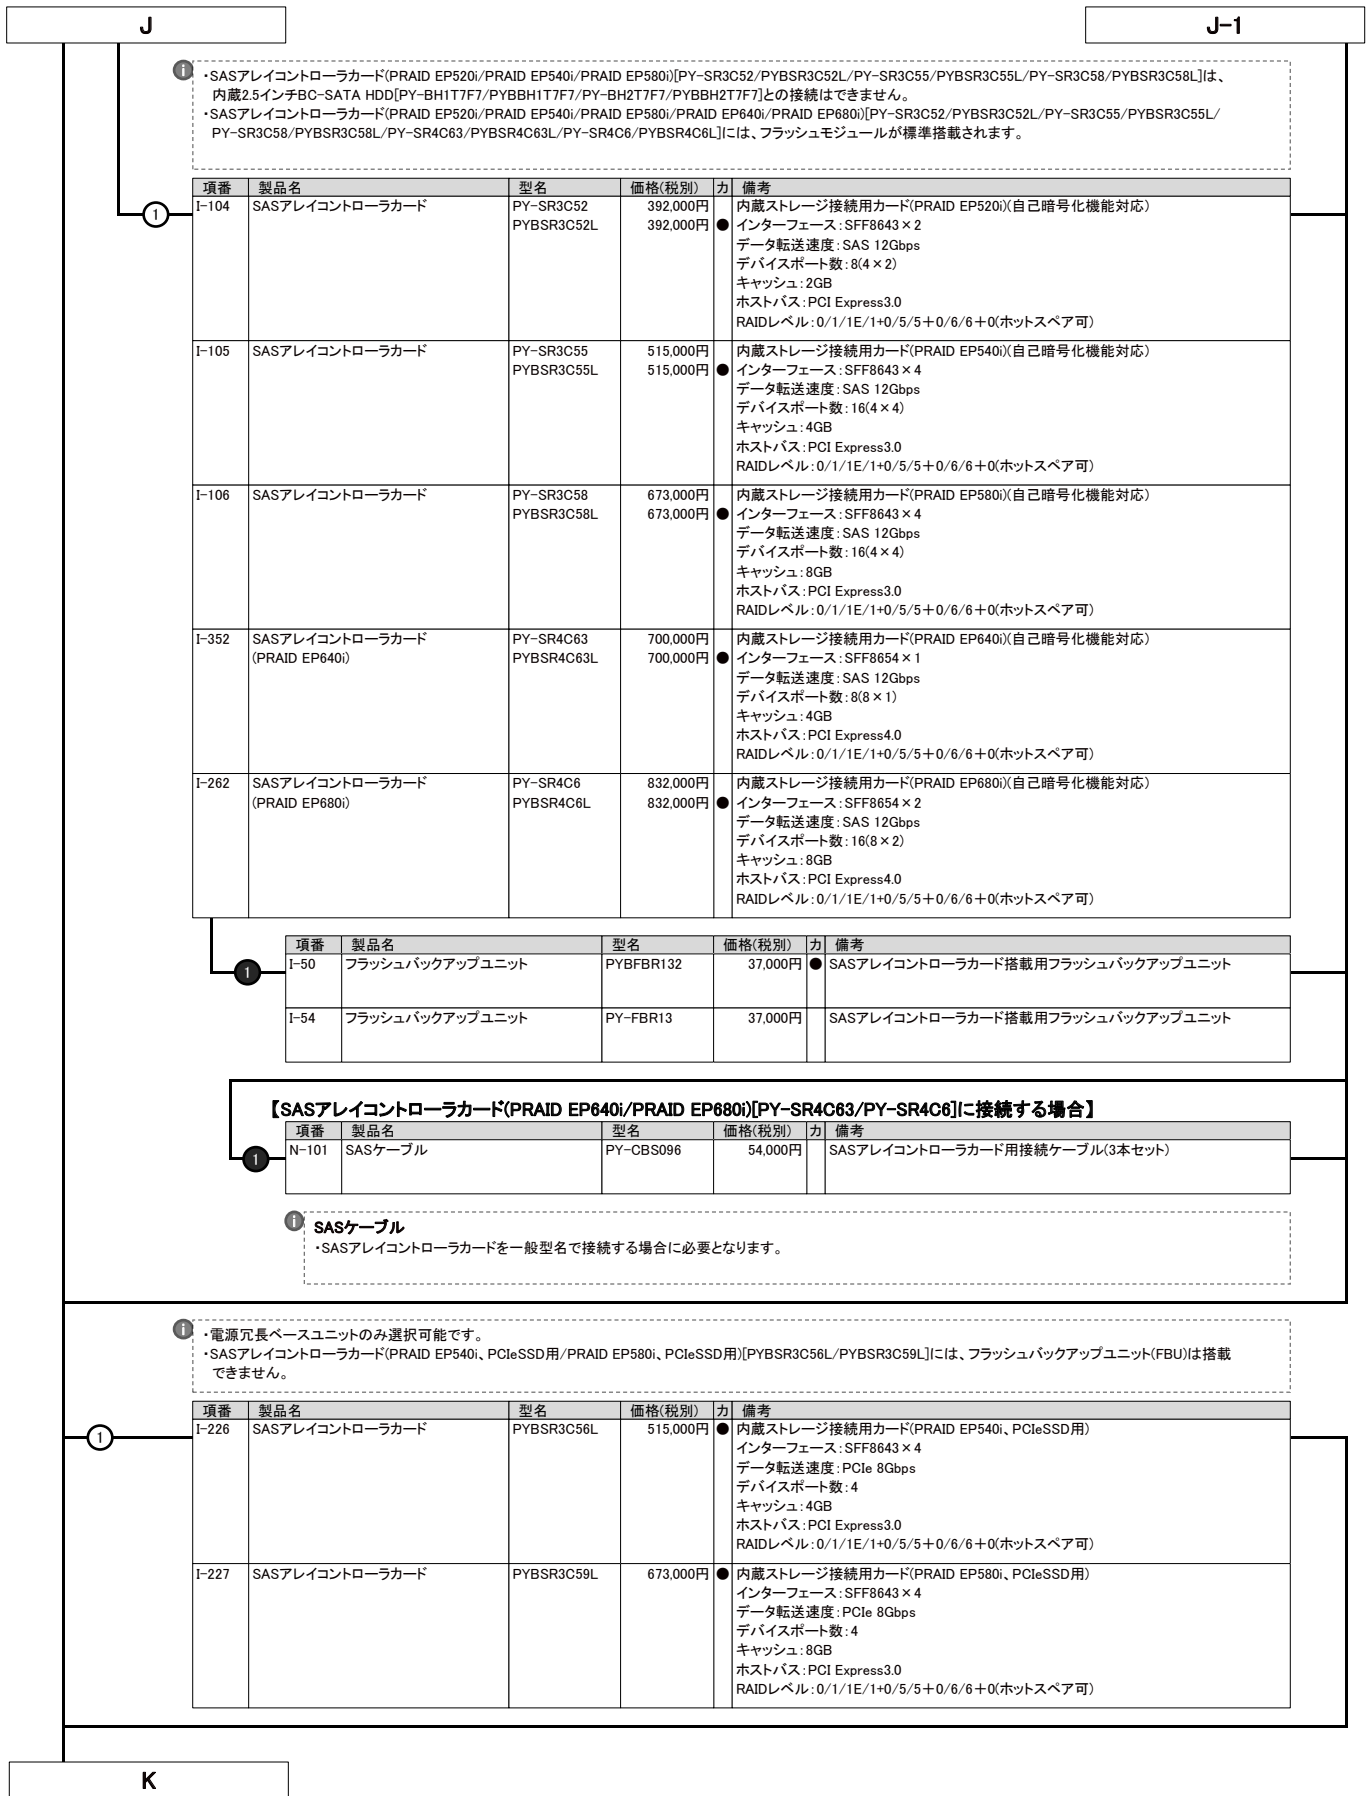 J
J-1
・SASアレイコントローラカード(PRAID EP520i/PRAID EP540i/PRAID EP580i)[PY-SR3C52/PYBSR3C52L/PY-SR3C55/PYBSR3C55L/PY-SR3C58/PYBSR3C58L]は、
内蔵2.5インチBC-SATA HDD[PY-BH1T7F7/PYBBH1T7F7/PY-BH2T7F7/PYBBH2T7F7]との接続はできません。
・SASアレイコントローラカード(PRAID EP520i/PRAID EP540i/PRAID EP580i/PRAID EP640i/PRAID EP680i)[PY-SR3C52/PYBSR3C52L/PY-SR3C55/PYBSR3C55L/
PY-SR3C58/PYBSR3C58L/PY-SR4C63/PYBSR4C63L/PY-SR4C6/PYBSR4C6L]には、フラッシュモジュールが標準搭載されます。
項番 製品名 型名 価格(税別) カ 備考
1 I-104 SASアレイコントローラカード PY-SR3C52 392,000円 内蔵ストレージ接続用カード(PRAID EP520i)(自己暗号化機能対応)
PYBSR3C52L 392,000円 ● インターフェース:SFF8643×2
データ転送速度:SAS 12Gbps
デバイスポート数:8(4×2)
キャッシュ:2GB
ホストバス:PCI Express3.0
RAIDレベル:0/1/1E/1+0/5/5+0/6/6+0(ホットスペア可)
I-105 SASアレイコントローラカード PY-SR3C55 515,000円 内蔵ストレージ接続用カード(PRAID EP540i)(自己暗号化機能対応)
PYBSR3C55L 515,000円 ● インターフェース:SFF8643×4
データ転送速度:SAS 12Gbps
デバイスポート数:16(4×4)
キャッシュ:4GB
ホストバス:PCI Express3.0
RAIDレベル:0/1/1E/1+0/5/5+0/6/6+0(ホットスペア可)
I-106 SASアレイコントローラカード PY-SR3C58 673,000円 内蔵ストレージ接続用カード(PRAID EP580i)(自己暗号化機能対応)
PYBSR3C58L 673,000円 ● インターフェース:SFF8643×4
データ転送速度:SAS 12Gbps
デバイスポート数:16(4×4)
キャッシュ:8GB
ホストバス:PCI Express3.0
RAIDレベル:0/1/1E/1+0/5/5+0/6/6+0(ホットスペア可)
I-352 SASアレイコントローラカード PY-SR4C63 700,000円 内蔵ストレージ接続用カード(PRAID EP640i)(自己暗号化機能対応)
(PRAID EP640i) PYBSR4C63L 700,000円 ● インターフェース:SFF8654×1
データ転送速度:SAS 12Gbps
デバイスポート数:8(8×1)
キャッシュ:4GB
ホストバス:PCI Express4.0
RAIDレベル:0/1/1E/1+0/5/5+0/6/6+0(ホットスペア可)
I-262 SASアレイコントローラカード PY-SR4C6 832,000円 内蔵ストレージ接続用カード(PRAID EP680i)(自己暗号化機能対応)
(PRAID EP680i) PYBSR4C6L 832,000円 ● インターフェース:SFF8654×2
データ転送速度:SAS 12Gbps
デバイスポート数:16(8×2)
キャッシュ:8GB
ホストバス:PCI Express4.0
RAIDレベル:0/1/1E/1+0/5/5+0/6/6+0(ホットスペア可)
項番 製品名 型名 価格(税別) カ 備考
1 I-50 フラッシュバックアップユニット PYBFBR132 37,000円 ● SASアレイコントローラカード搭載用フラッシュバックアップユニット
I-54 フラッシュバックアップユニット PY-FBR13 37,000円 SASアレイコントローラカード搭載用フラッシュバックアップユニット
【SASアレイコントローラカード(PRAID EP640i/PRAID EP680i)[PY-SR4C63/PY-SR4C6]に接続する場合】
項番 製品名 型名 価格(税別) カ 備考
1 N-101 SASケーブル PY-CBS096 54,000円 SASアレイコントローラカード用接続ケーブル(3本セット)
SASケーブル
・SASアレイコントローラカードを一般型名で接続する場合に必要となります。
・電源冗長ベースユニットのみ選択可能です。
・SASアレイコントローラカード(PRAID EP540i、PCIeSSD用/PRAID EP580i、PCIeSSD用)[PYBSR3C56L/PYBSR3C59L]には、フラッシュバックアップユニット(FBU)は搭載
できません。
項番 製品名 型名 価格(税別) カ 備考
1 I-226 SASアレイコントローラカード PYBSR3C56L 515,000円 ● 内蔵ストレージ接続用カード(PRAID EP540i、PCIeSSD用)
インターフェース:SFF8643×4
データ転送速度:PCIe 8Gbps
デバイスポート数:4
キャッシュ:4GB
ホストバス:PCI Express3.0
RAIDレベル:0/1/1E/1+0/5/5+0/6/6+0(ホットスペア可)
I-227 SASアレイコントローラカード PYBSR3C59L 673,000円 ● 内蔵ストレージ接続用カード(PRAID EP580i、PCIeSSD用)
インターフェース:SFF8643×4
データ転送速度:PCIe 8Gbps
デバイスポート数:4
キャッシュ:8GB
ホストバス:PCI Express3.0
RAIDレベル:0/1/1E/1+0/5/5+0/6/6+0(ホットスペア可)
K